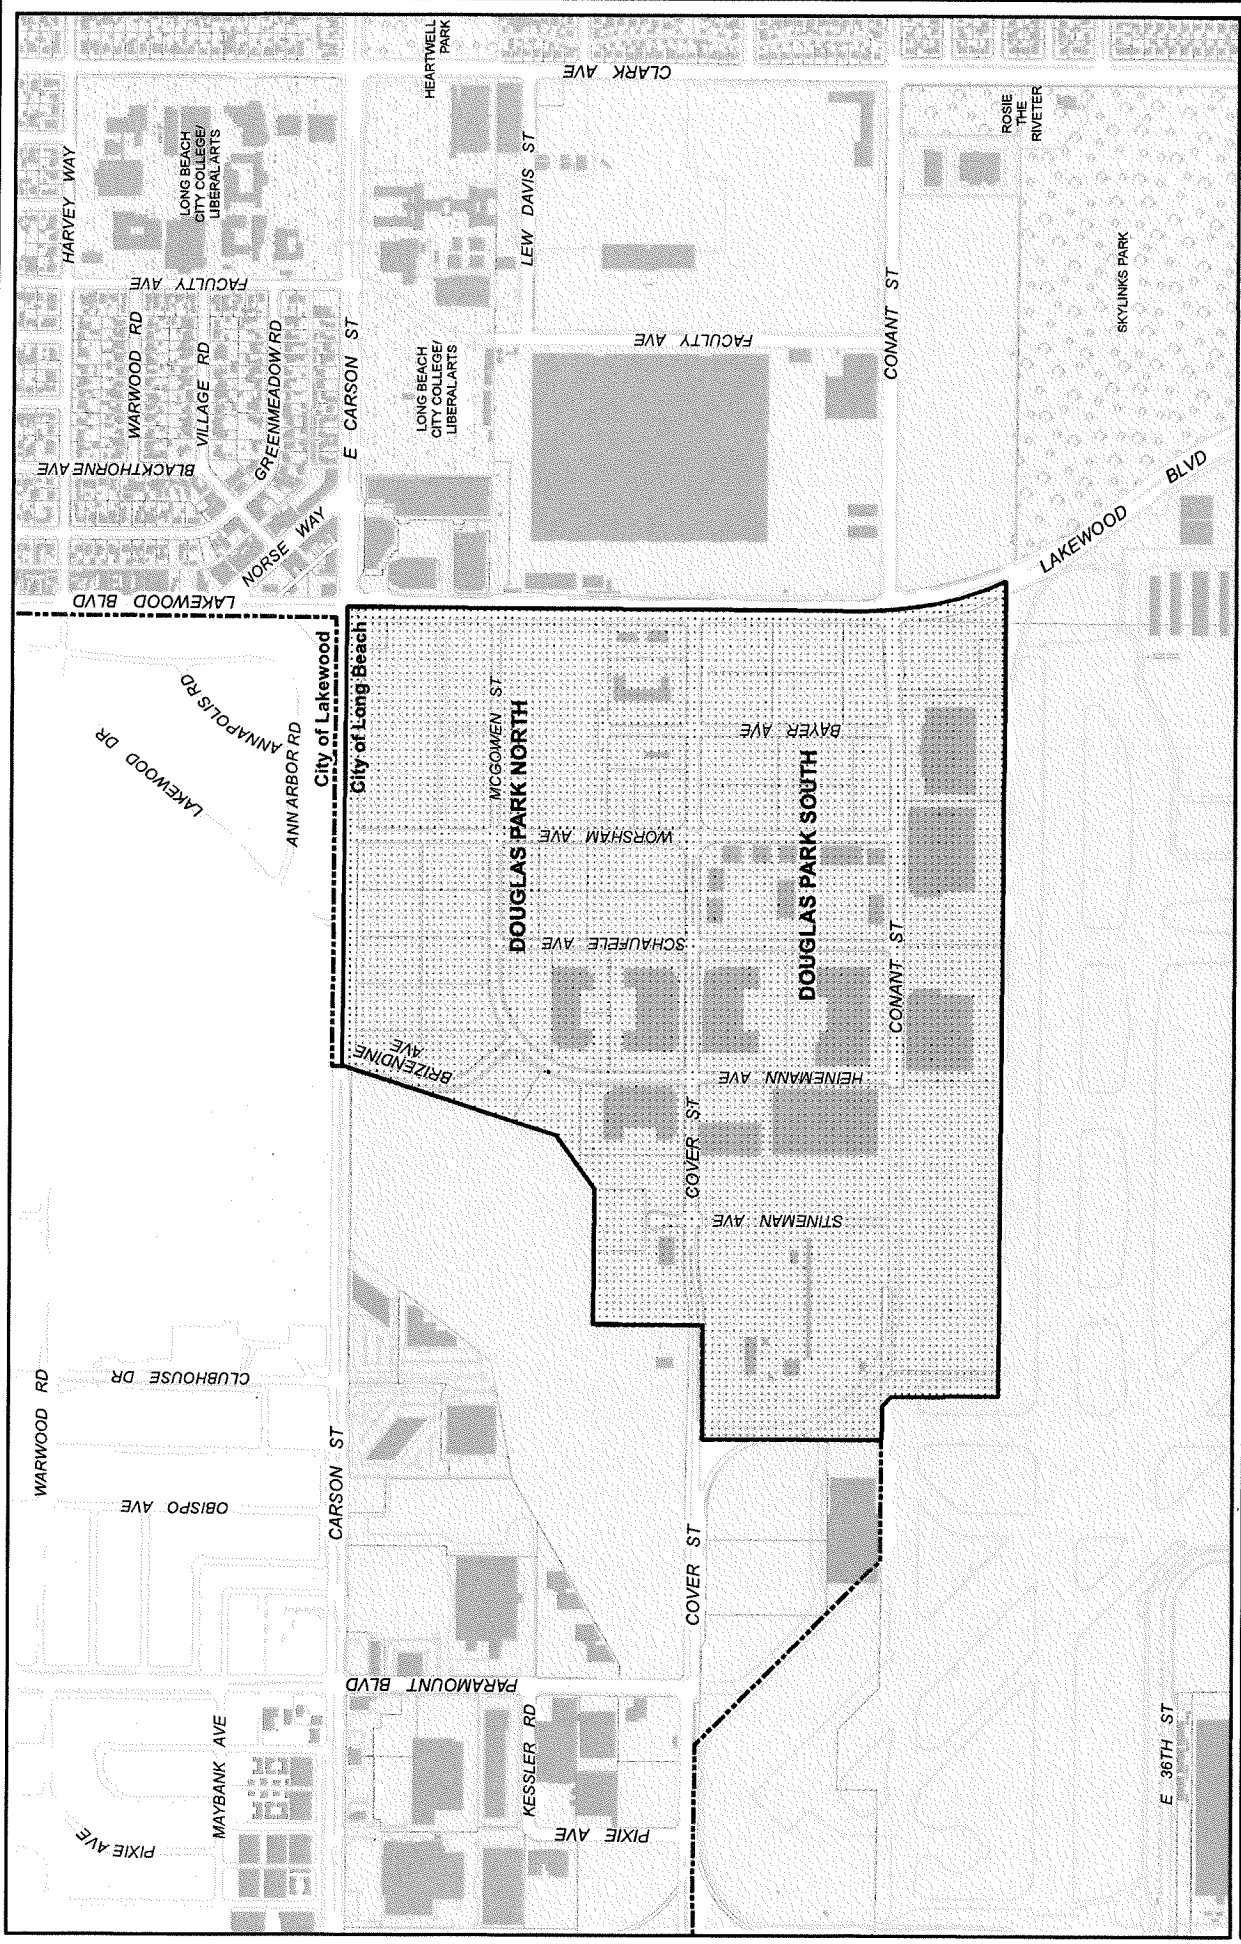 WARWOOD RD
CLUBHOUSE DR
OBISPO AVE
PIXIE AVE
MAYBANK AVE
CARSON ST
PARAMOUNT BLVD
KESSLER RD
PIXIE AVE
COVER ST
E 36TH ST
LAKEWOOD DR
ANNAPOLIS RD
ANN ARBOR RD
City of Lakewood
City of Long Beach
LAKEWOOD BLVD
BRIZENDINE
AVE
MCGOWEN ST
DOUGLAS PARK NORTH
WORSHAM AVE
SCHAUFELE AVE
COVER ST
HEINEMANN AVE
STINEMAN AVE
BAYER AVE
DOUGLAS PARK SOUTH
CONANT ST
HARVEY WAY
LONG BEACH
CITY COLLEGE/
LIBERAL ARTS
FACULTY AVE
WARWOOD RD
VILLAGE RD
GREENMEADOW RD
BLACKTHORNE AVE
NORSE WAY
E CARSON ST
HEARTWELL
PARK
CLARK AVE
LEW DAVIS ST
LONG BEACH
CITY COLLEGE/
LIBERAL ARTS
FACULTY AVE
CONANT ST
ROSIE
THE
RIVETER
SKYLINKS PARK
LAKEWOOD BLVD